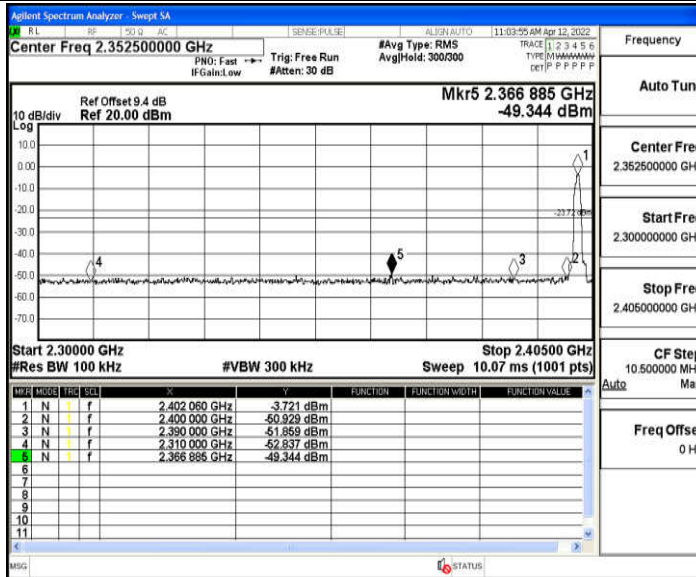 Agilent Spectrum Analyzer - Swept SA
RL RF 50 Ω AC SENSE:PULSE ALIGN AUTO 11:03:55 AM Apr 12, 2022
Center Freq 2.352500000 GHz
PNO: Fast
IFGain:Low
Trig: Free Run
#Atten: 30 dB
#Avg Type: RMS
Avg|Hold: 300/300
TRACE 1 2 3 4 5 6
TYPE M WWWWW
DET P P P P P P
Frequency
Ref Offset 9.4 dB
10 dB/div Ref 20.00 dBm
Log
Mkr5 2.366 885 GHz
-49.344 dBm
10.0
0.00
-10.0
-20.0
-30.0
-40.0
-50.0
-60.0
-70.0
1
-23.72 dBm
2
3
4
5
Start 2.30000 GHz Stop 2.40500 GHz
#Res BW 100 kHz #VBW 300 kHz Sweep 10.07 ms (1001 pts)
MKR MODE TRC SCL X Y FUNCTION FUNCTION WIDTH FUNCTION VALUE
1 N 1 f 2.402 060 GHz -3.721 dBm
2 N 1 f 2.400 000 GHz -50.929 dBm
3 N 1 f 2.390 000 GHz -51.859 dBm
4 N 1 f 2.310 000 GHz -52.837 dBm
5 N 1 f 2.366 885 GHz -49.344 dBm
6
7
8
9
10
11
MSG STATUS
Auto Tun
Center Fre
2.352500000 GH
Start Fre
2.300000000 GH
Stop Fre
2.405000000 GH
CF Step
10.500000 MH
Auto Ma
Freq Offse
0 H